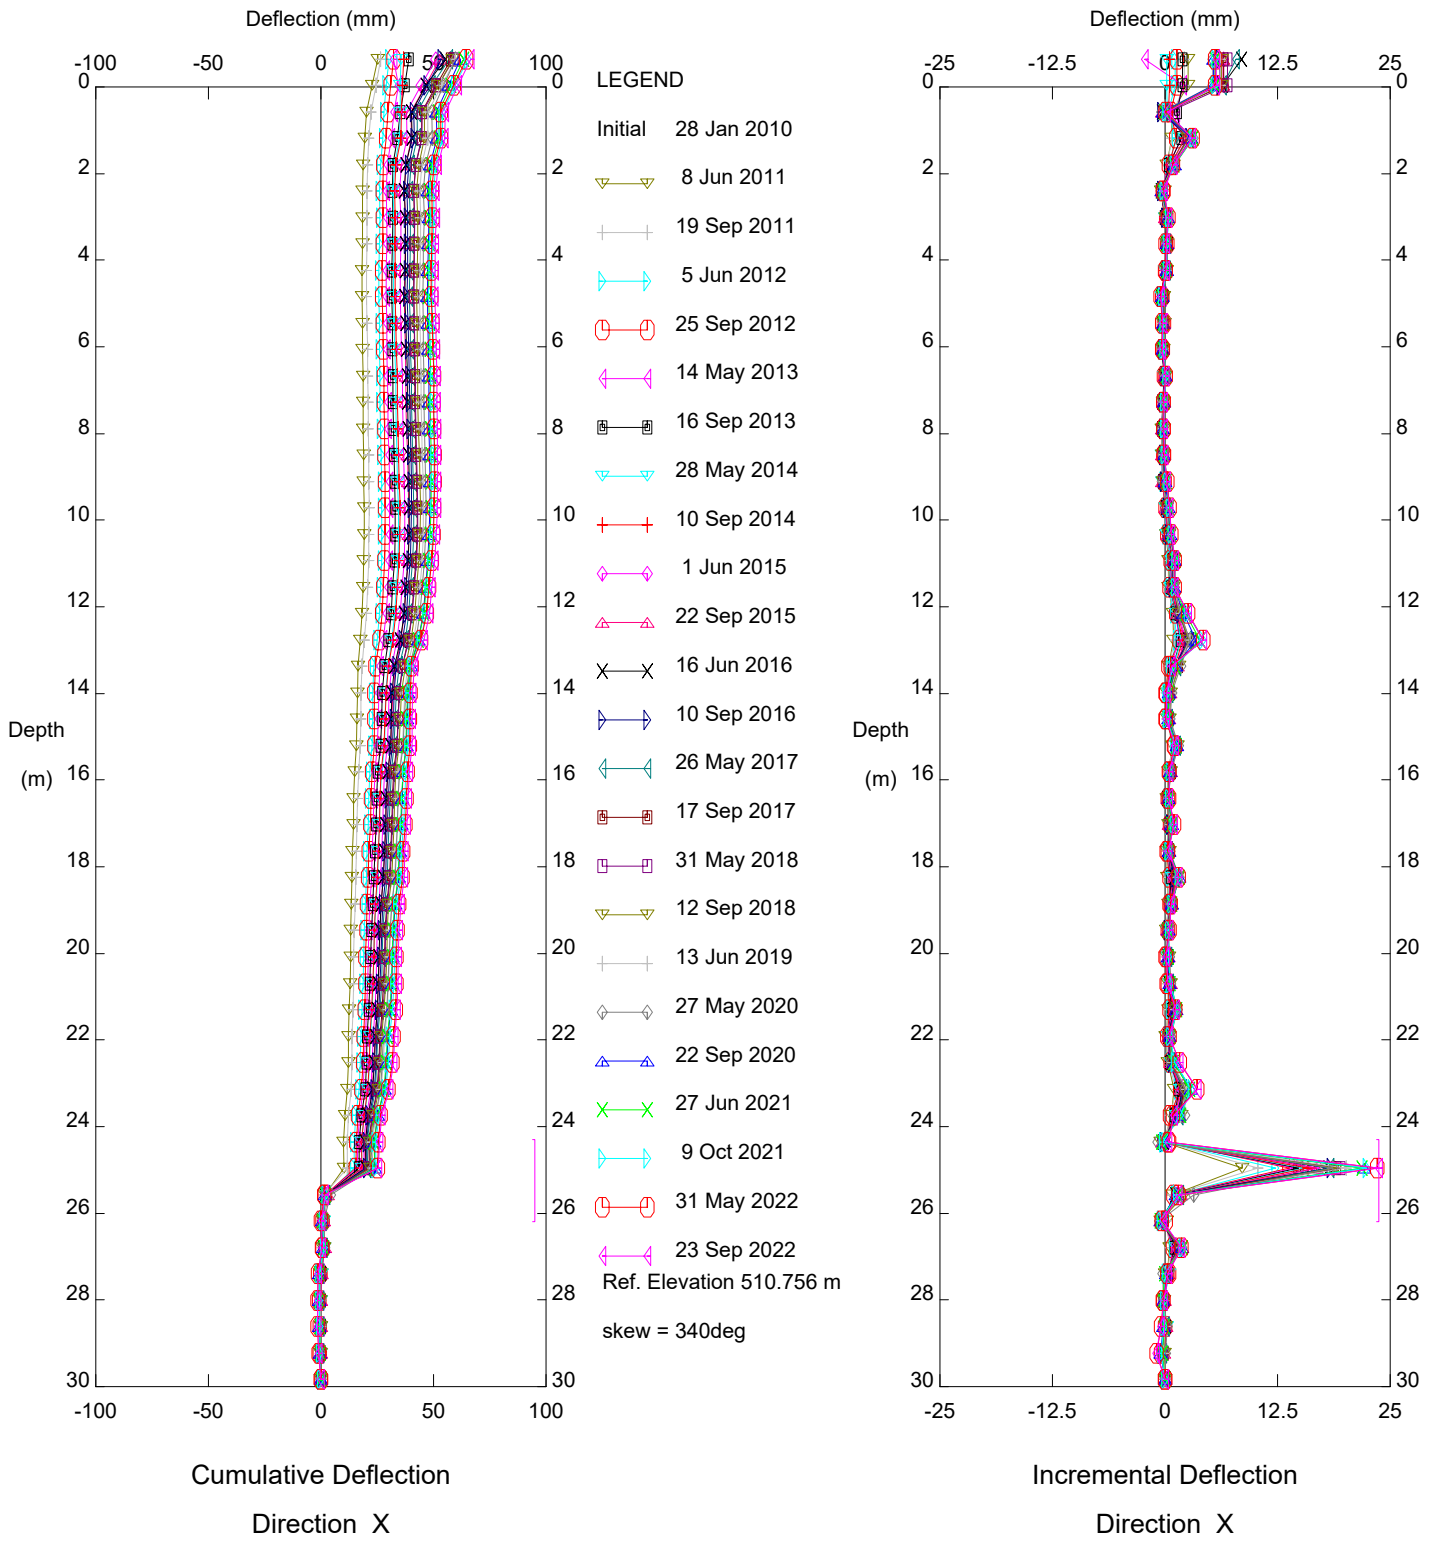 Deflection (mm)
-100 -50 0 50 100
0 0
2 2
4 4
6 6
8 8
10 10
12 12
14 14
Depth
(m)
16 16
18 18
20 20
22 22
24 24
26 26
28 28
30 30
-100 -50 0 50 100
Cumulative Deflection
Direction X
LEGEND
Initial 28 Jan 2010
8 Jun 2011
19 Sep 2011
5 Jun 2012
25 Sep 2012
14 May 2013
16 Sep 2013
28 May 2014
10 Sep 2014
1 Jun 2015
22 Sep 2015
16 Jun 2016
10 Sep 2016
26 May 2017
17 Sep 2017
31 May 2018
12 Sep 2018
13 Jun 2019
27 May 2020
22 Sep 2020
27 Jun 2021
9 Oct 2021
31 May 2022
23 Sep 2022
Ref. Elevation 510.756 m
skew = 340deg
Deflection (mm)
-25 -12.5 0 12.5 25
0 0
2 2
4 4
6 6
8 8
10 10
12 12
14 14
Depth
(m)
16 16
18 18
20 20
22 22
24 24
26 26
28 28
30 30
-25 -12.5 0 12.5 25
Incremental Deflection
Direction X